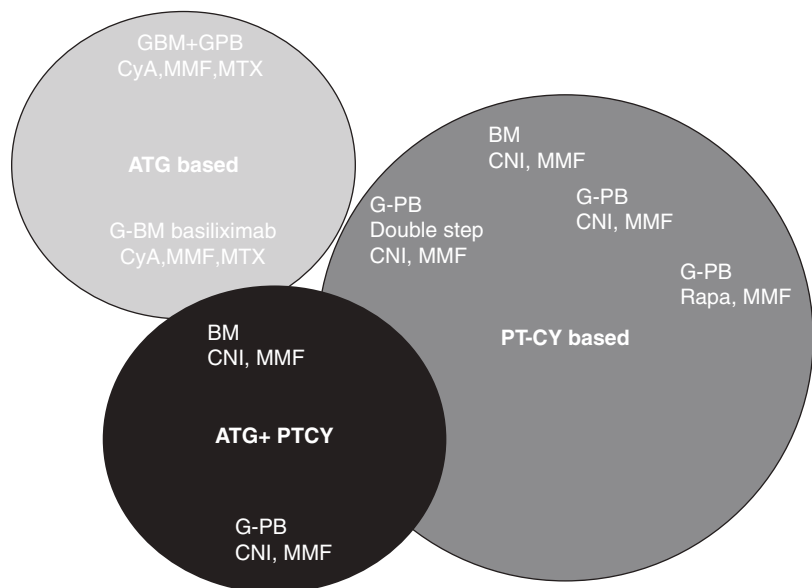 GBM+GPB
CyA,MMF,MTX
ATG based
G-BM basiliximab
CyA,MMF,MTX
BM
CNI, MMF
G-PB
CNI, MMF
G-PB
Double step
CNI, MMF
G-PB
Rapa, MMF
PT-CY based
BM
CNI, MMF
ATG+ PTCY
G-PB
CNI, MMF